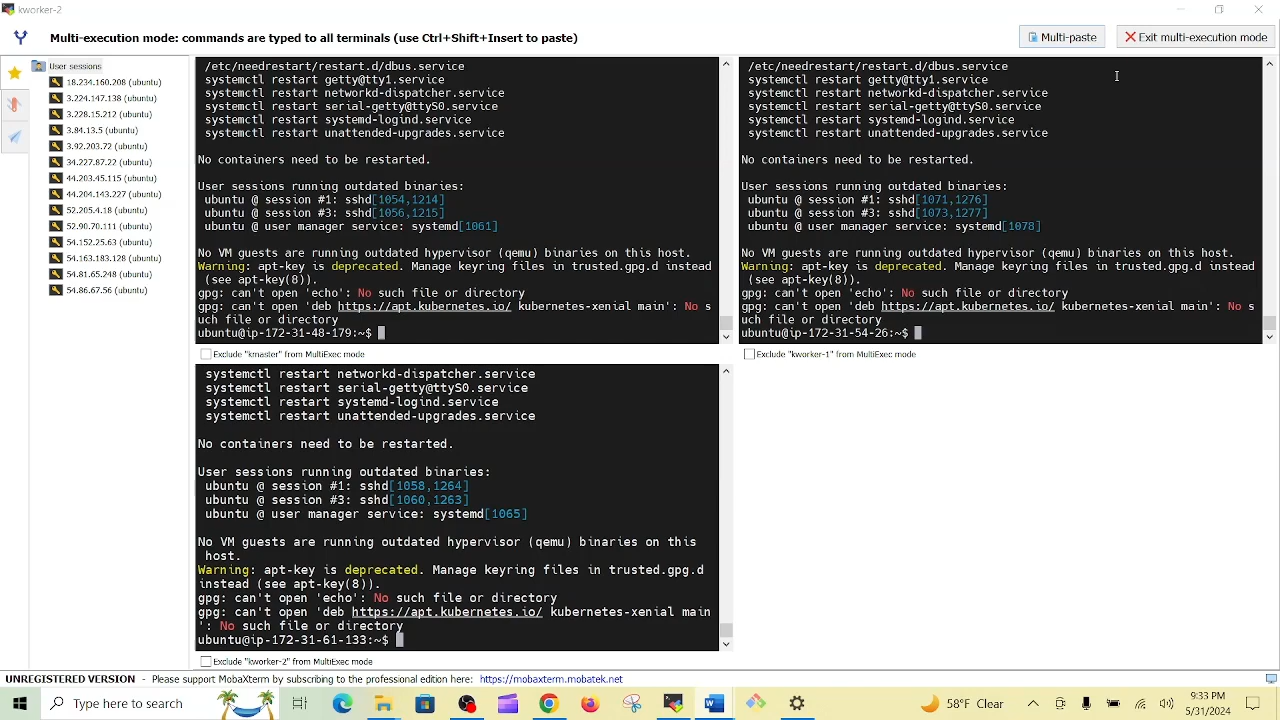 kworker-2
Multi-execution mode: commands are typed to all terminals (use Ctrl+Shift+Insert to paste)
Multi-paste
Exit multi-execution mode
User sessions
18.234.160.208 (ubuntu)
3.224.147.138 (ubuntu)
3.228.15.212 (ubuntu)
3.84.13.5 (ubuntu)
3.92.203.72 (ubuntu)
34.227.87.22 (ubuntu)
44.203.45.115 (ubuntu)
44.204.143.227 (ubuntu)
52.205.4.18 (ubuntu)
52.90.70.11 (ubuntu)
54.152.25.63 (ubuntu)
54.163.183.128 (ubuntu)
54.81.65.248 (ubuntu)
54.86.67.56 (ubuntu)
/etc/needrestart/restart.d/dbus.service
systemctl restart getty@tty1.service
systemctl restart networkd-dispatcher.service
systemctl restart serial-getty@ttyS0.service
systemctl restart systemd-logind.service
systemctl restart unattended-upgrades.service
No containers need to be restarted.
User sessions running outdated binaries:
ubuntu @ session #1: sshd[1054,1214]
ubuntu @ session #3: sshd[1056,1215]
ubuntu @ user manager service: systemd[1061]
No VM guests are running outdated hypervisor (qemu) binaries on this host.
Warning: apt-key is deprecated. Manage keyring files in trusted.gpg.d instead
(see apt-key(8)).
gpg: can't open 'echo': No such file or directory
gpg: can't open 'deb https://apt.kubernetes.io/ kubernetes-xenial main': No s
uch file or directory
ubuntu@ip-172-31-48-179:~$
Exclude "kmaster" from MultiExec mode
/etc/needrestart/restart.d/dbus.service
systemctl restart getty@tty1.service
systemctl restart networkd-dispatcher.service
systemctl restart serial-getty@ttyS0.service
systemctl restart systemd-logind.service
systemctl restart unattended-upgrades.service
No containers need to be restarted.
User sessions running outdated binaries:
ubuntu @ session #1: sshd[1071,1276]
ubuntu @ session #3: sshd[1073,1277]
ubuntu @ user manager service: systemd[1078]
No VM guests are running outdated hypervisor (qemu) binaries on this host.
Warning: apt-key is deprecated. Manage keyring files in trusted.gpg.d instead
(see apt-key(8)).
gpg: can't open 'echo': No such file or directory
gpg: can't open 'deb https://apt.kubernetes.io/ kubernetes-xenial main': No s
uch file or directory
ubuntu@ip-172-31-54-26:~$
Exclude "kworker-1" from MultiExec mode
systemctl restart networkd-dispatcher.service
systemctl restart serial-getty@ttyS0.service
systemctl restart systemd-logind.service
systemctl restart unattended-upgrades.service
No containers need to be restarted.
User sessions running outdated binaries:
ubuntu @ session #1: sshd[1058,1264]
ubuntu @ session #3: sshd[1060,1263]
ubuntu @ user manager service: systemd[1065]
No VM guests are running outdated hypervisor (qemu) binaries on this
host.
Warning: apt-key is deprecated. Manage keyring files in trusted.gpg.d
instead (see apt-key(8)).
gpg: can't open 'echo': No such file or directory
gpg: can't open 'deb https://apt.kubernetes.io/ kubernetes-xenial main
': No such file or directory
ubuntu@ip-172-31-61-133:~$
Exclude "kworker-2" from MultiExec mode
UNREGISTERED VERSION - Please support MobaXterm by subscribing to the professional edition here: https://mobaxterm.mobatek.net
Type here to search
58°F Clear
9:33 PM
5/31/2024